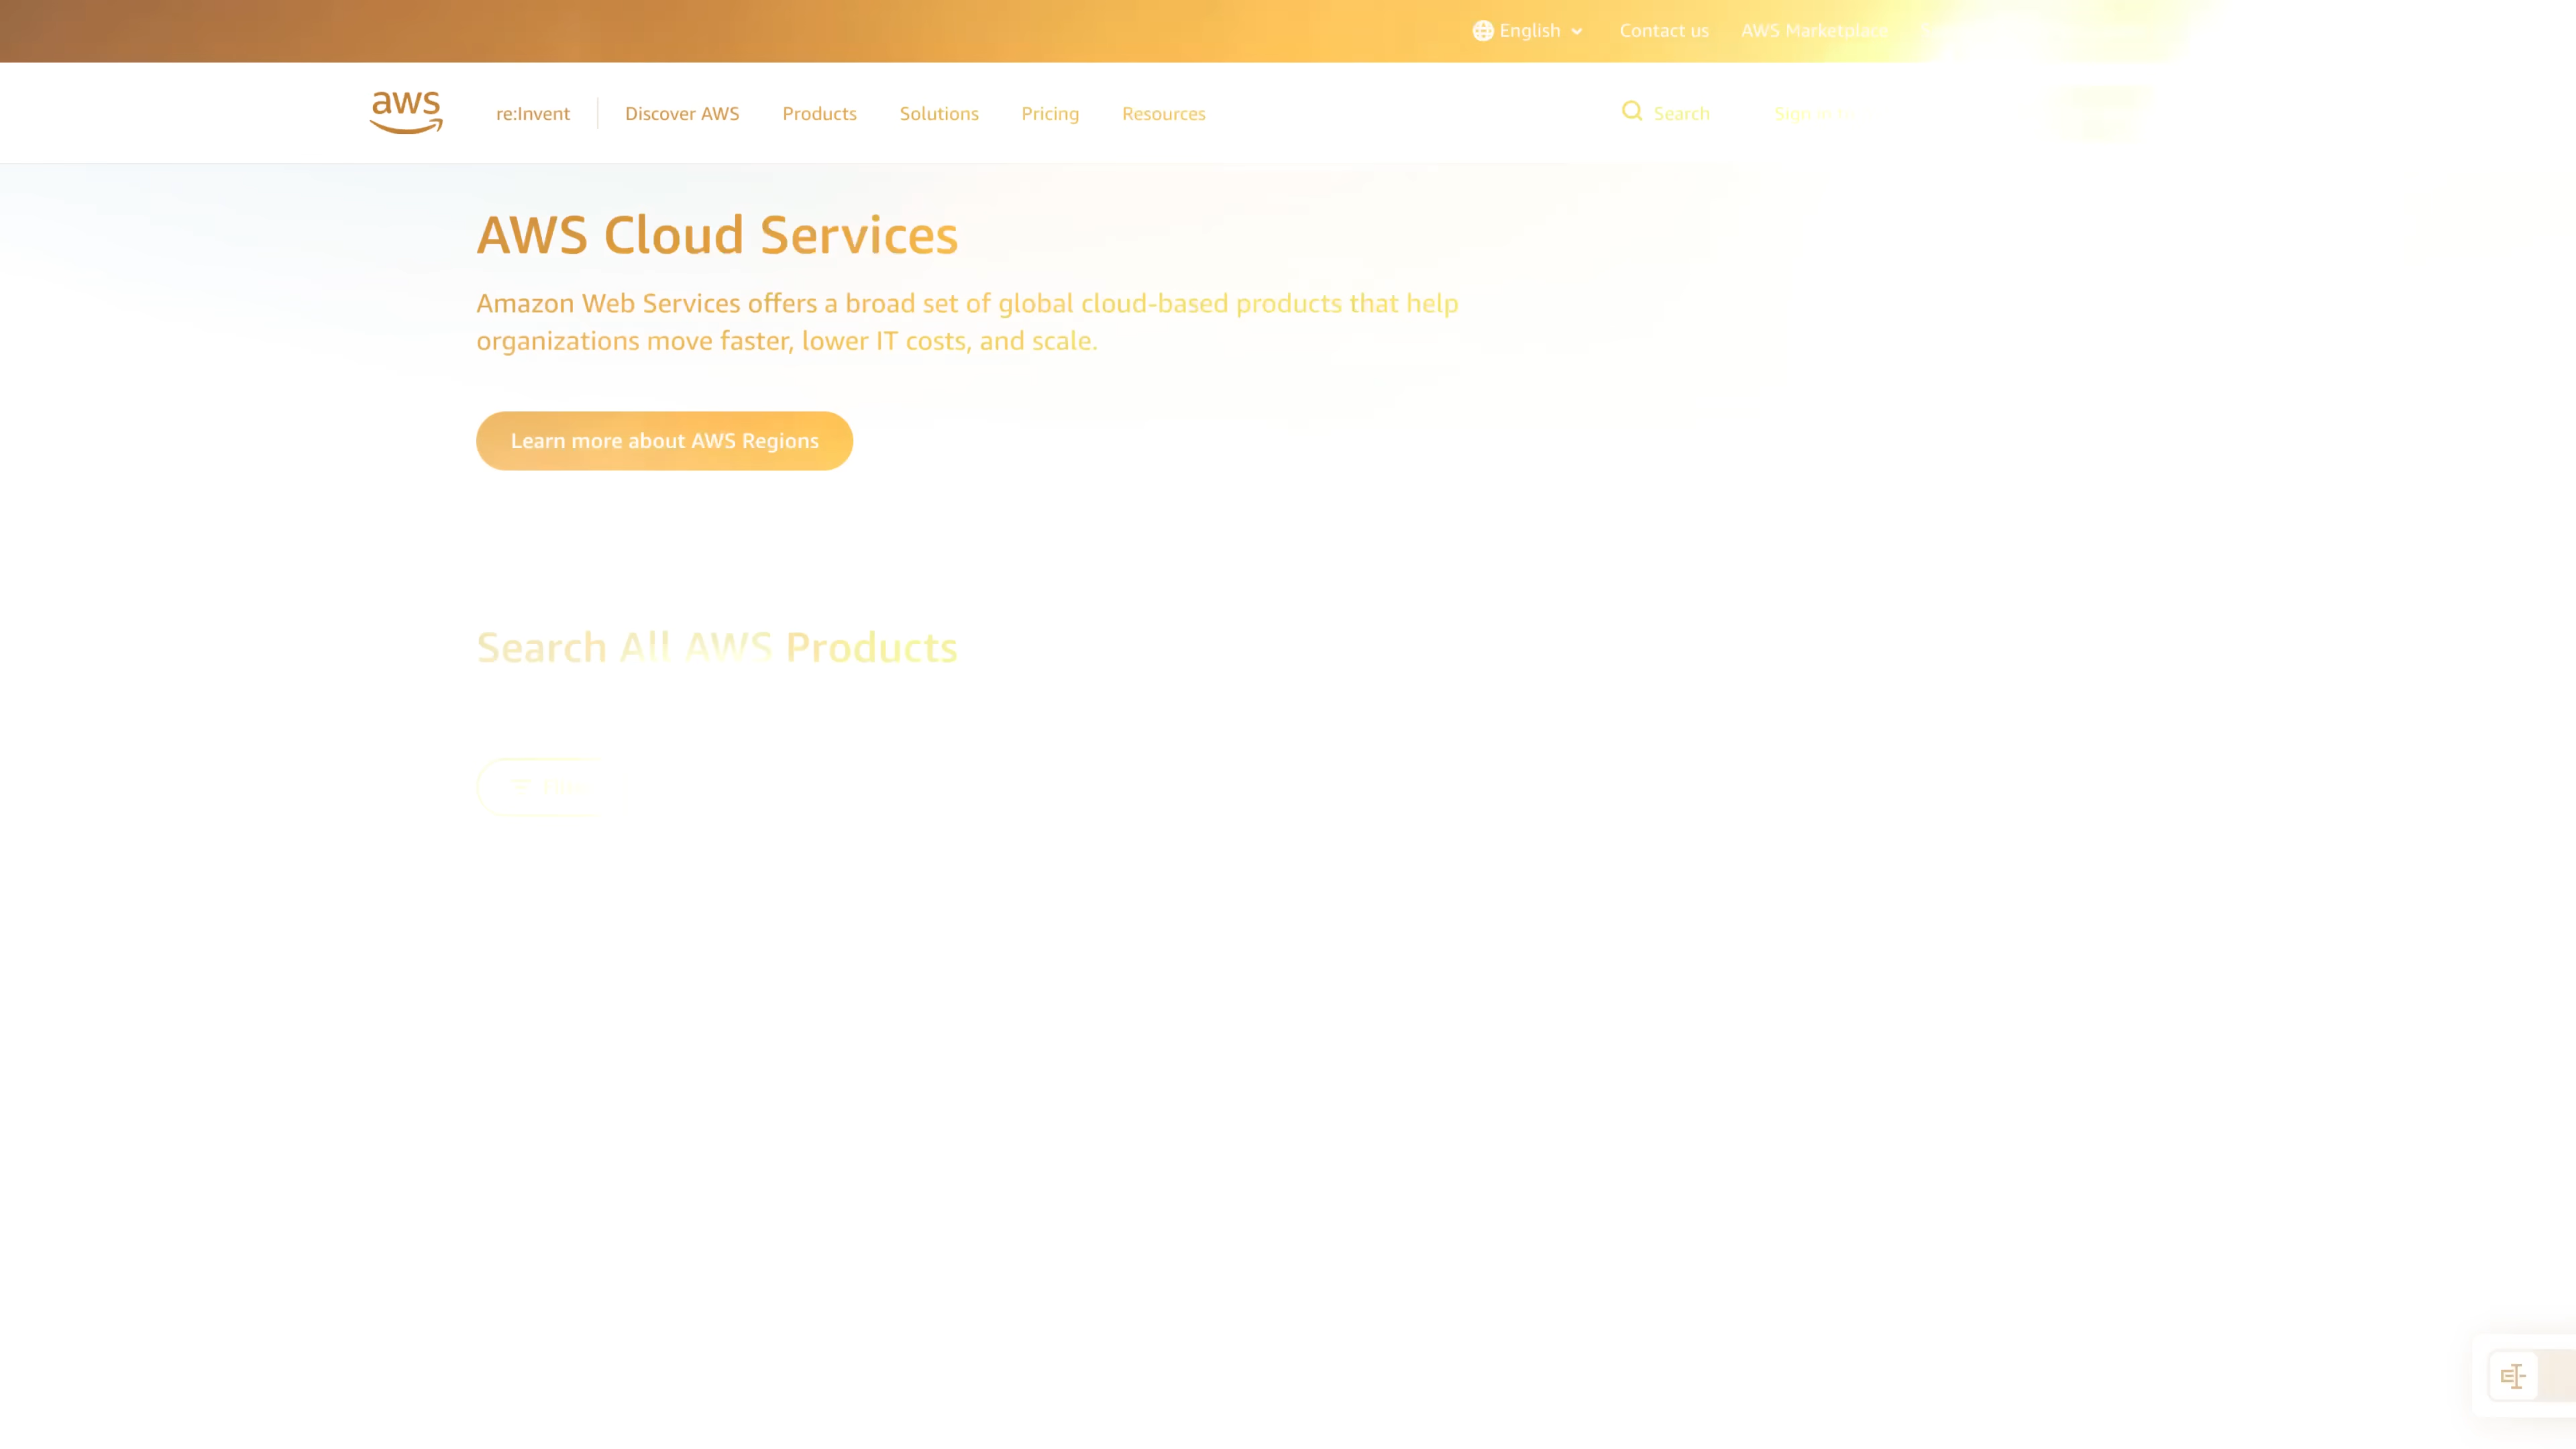 English
Contact us
AWS Marketplace
aws
re:Invent
Discover AWS
Products
Solutions
Pricing
Resources
Search
Sign in
AWS Cloud Services
Amazon Web Services offers a broad set of global cloud-based products that help
organizations move faster, lower IT costs, and scale.
Learn more about AWS Regions
Search All AWS Products